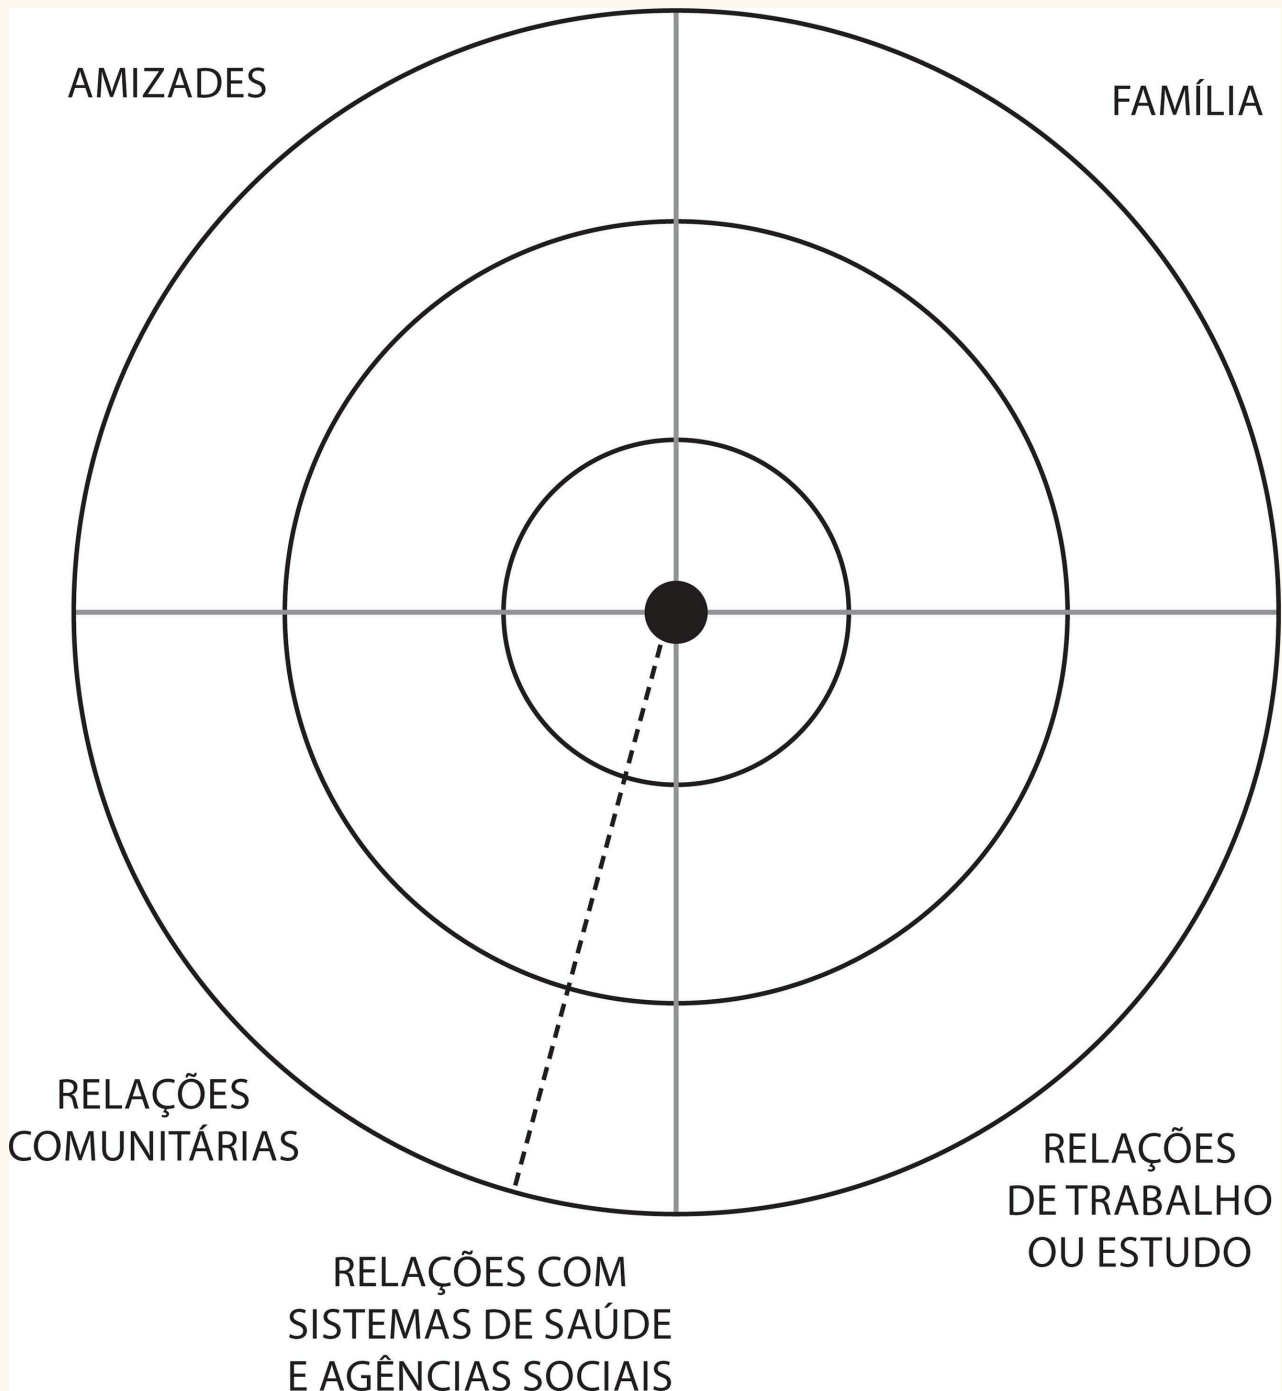 AMIZADES
FAMÍLIA
RELAÇÕES
COMUNITÁRIAS
RELAÇÕES
DE TRABALHO
OU ESTUDO
RELAÇÕES COM
SISTEMAS DE SAÚDE
E AGÊNCIAS SOCIAIS